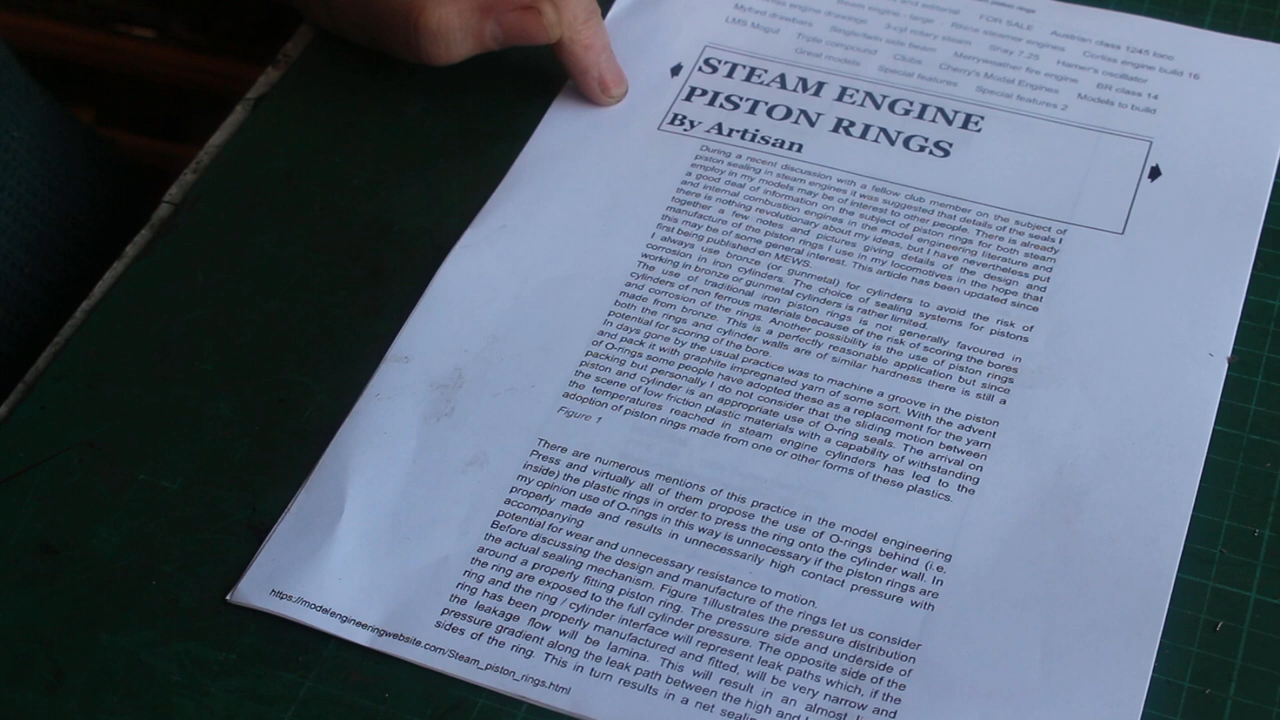 and editorial FOR SALE Austrian class 1245 loco
engine drawings Beam engine - large Rhine steamer engines Corliss engine build 16
Myford drawbars 3-cyl rotary steam Shay 7.25 Hamer's oscillator
LMS Mogul Triple compound Single/twin side beam Merryweather fire engine BR class 14
Great models Clubs Cherry's Model Engines Models to build
Special features Special features 2
STEAM ENGINE
PISTON RINGS
By Artisan
During a recent discussion with a fellow club member on the subject of
piston sealing in steam engines it was suggested that details of the seals I
employ in my models may be of interest to other people. There is already
a good deal of information on the subject of piston rings for both steam
and internal combustion engines in the model engineering literature and
there is nothing revolutionary about my ideas, but I have nevertheless put
together a few notes and pictures giving details of the design and
manufacture of the piston rings I use in my locomotives in the hope that
this may be of some general interest. This article has been updated since
first being published on MEWS.
I always use bronze (or gunmetal) for cylinders to avoid the risk of
corrosion in iron cylinders. The choice of sealing systems for pistons
working in bronze or gunmetal cylinders is rather limited.
The use of traditional iron piston rings is not generally favoured in
cylinders of non ferrous materials because of the risk of scoring the bores
and corrosion of the rings. Another possibility is the use of piston rings
made from bronze. This is a perfectly reasonable application but since
both the rings and cylinder walls are of similar hardness there is still a
potential for scoring of the bore.
In days gone by the usual practice was to machine a groove in the piston
and pack it with graphite impregnated yarn of some sort. With the advent
of O-rings some people have adopted these as a replacement for the yarn
packing but personally I do not consider that the sliding motion between
piston and cylinder is an appropriate use of O-ring seals. The arrival on
the scene of low friction plastic materials with a capability of withstanding
the temperatures reached in steam engine cylinders has led to the
adoption of piston rings made from one or other forms of these plastics.
Figure 1
There are numerous mentions of this practice in the model engineering
Press and virtually all of them propose the use of O-rings behind (i.e.
inside) the plastic rings in order to press the ring onto the cylinder wall. In
my opinion use of O-rings in this way is unnecessary if the piston rings are
properly made and results in unnecessarily high contact pressure with
accompanying
potential for wear and unnecessary resistance to motion.
Before discussing the design and manufacture of the rings let us consider
the actual sealing mechanism. Figure 1illustrates the pressure distribution
around a properly fitting piston ring. The pressure side and underside of
the ring are exposed to the full cylinder pressure. The opposite side of the
ring and the ring / cylinder interface will represent leak paths which, if the
ring has been properly manufactured and fitted, will be very narrow and
the leakage flow will be lamina. This will result in an almost
pressure gradient along the leak path between the high and
sides of the ring. This in turn results in a net
https://modelengineeringwebsite.com/Steam_piston_rings.html